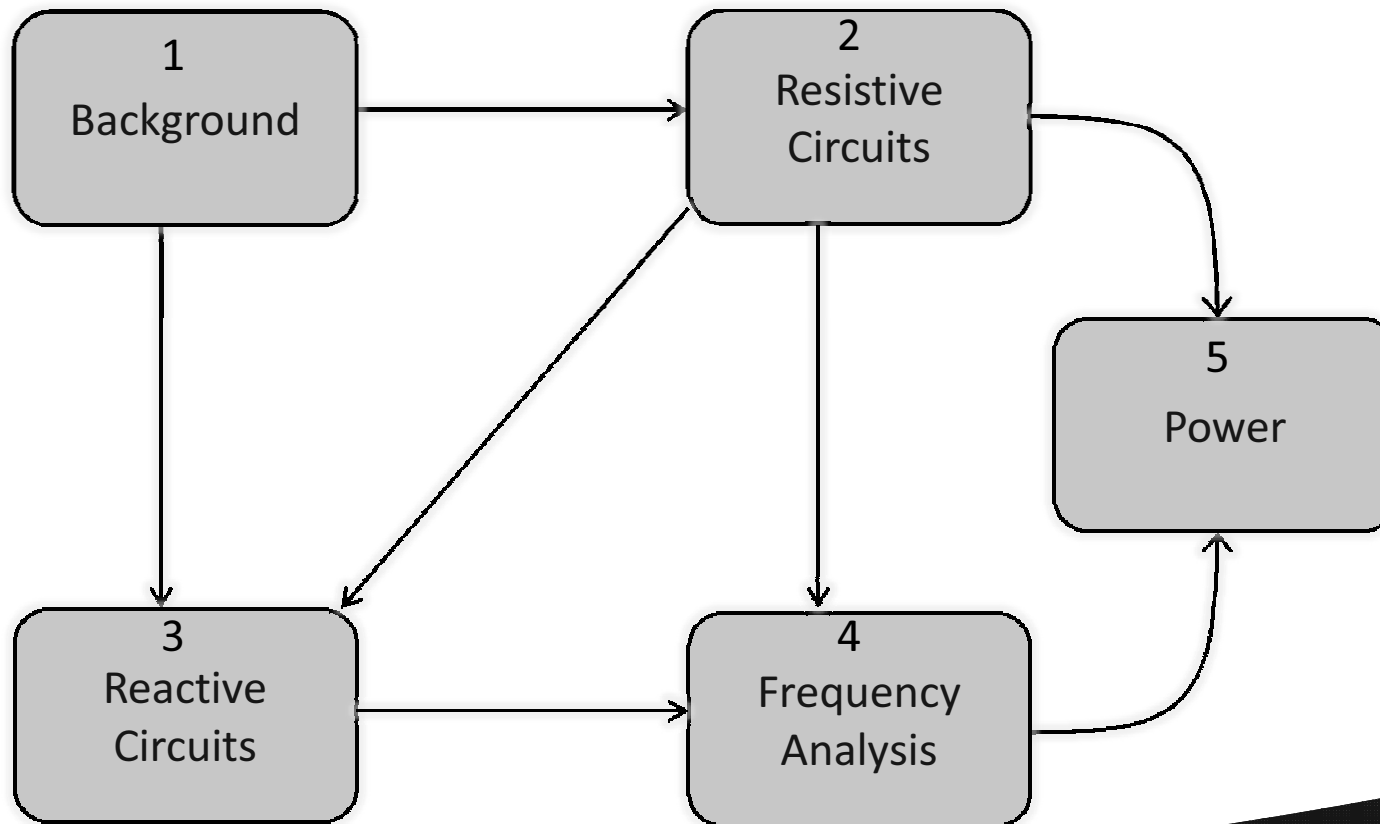 1
Background
2
Resistive
Circuits
5
Power
3
Reactive
Circuits
4
Frequency
Analysis